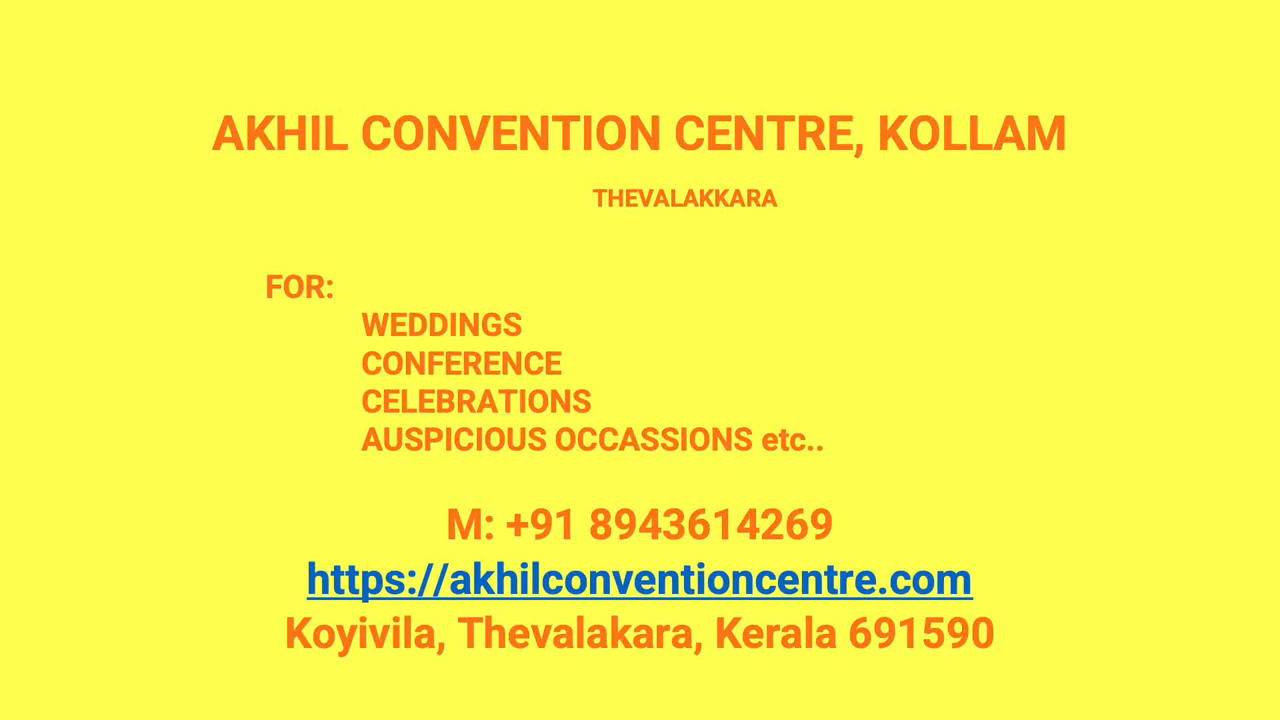 AKHIL CONVENTION CENTRE, KOLLAM
THEVALAKKARA
FOR:
WEDDINGS
CONFERENCE
CELEBRATIONS
AUSPICIOUS OCCASSIONS etc..
M: +91 8943614269
https://akhilconventioncentre.com
Koyivila, Thevalakara, Kerala 691590